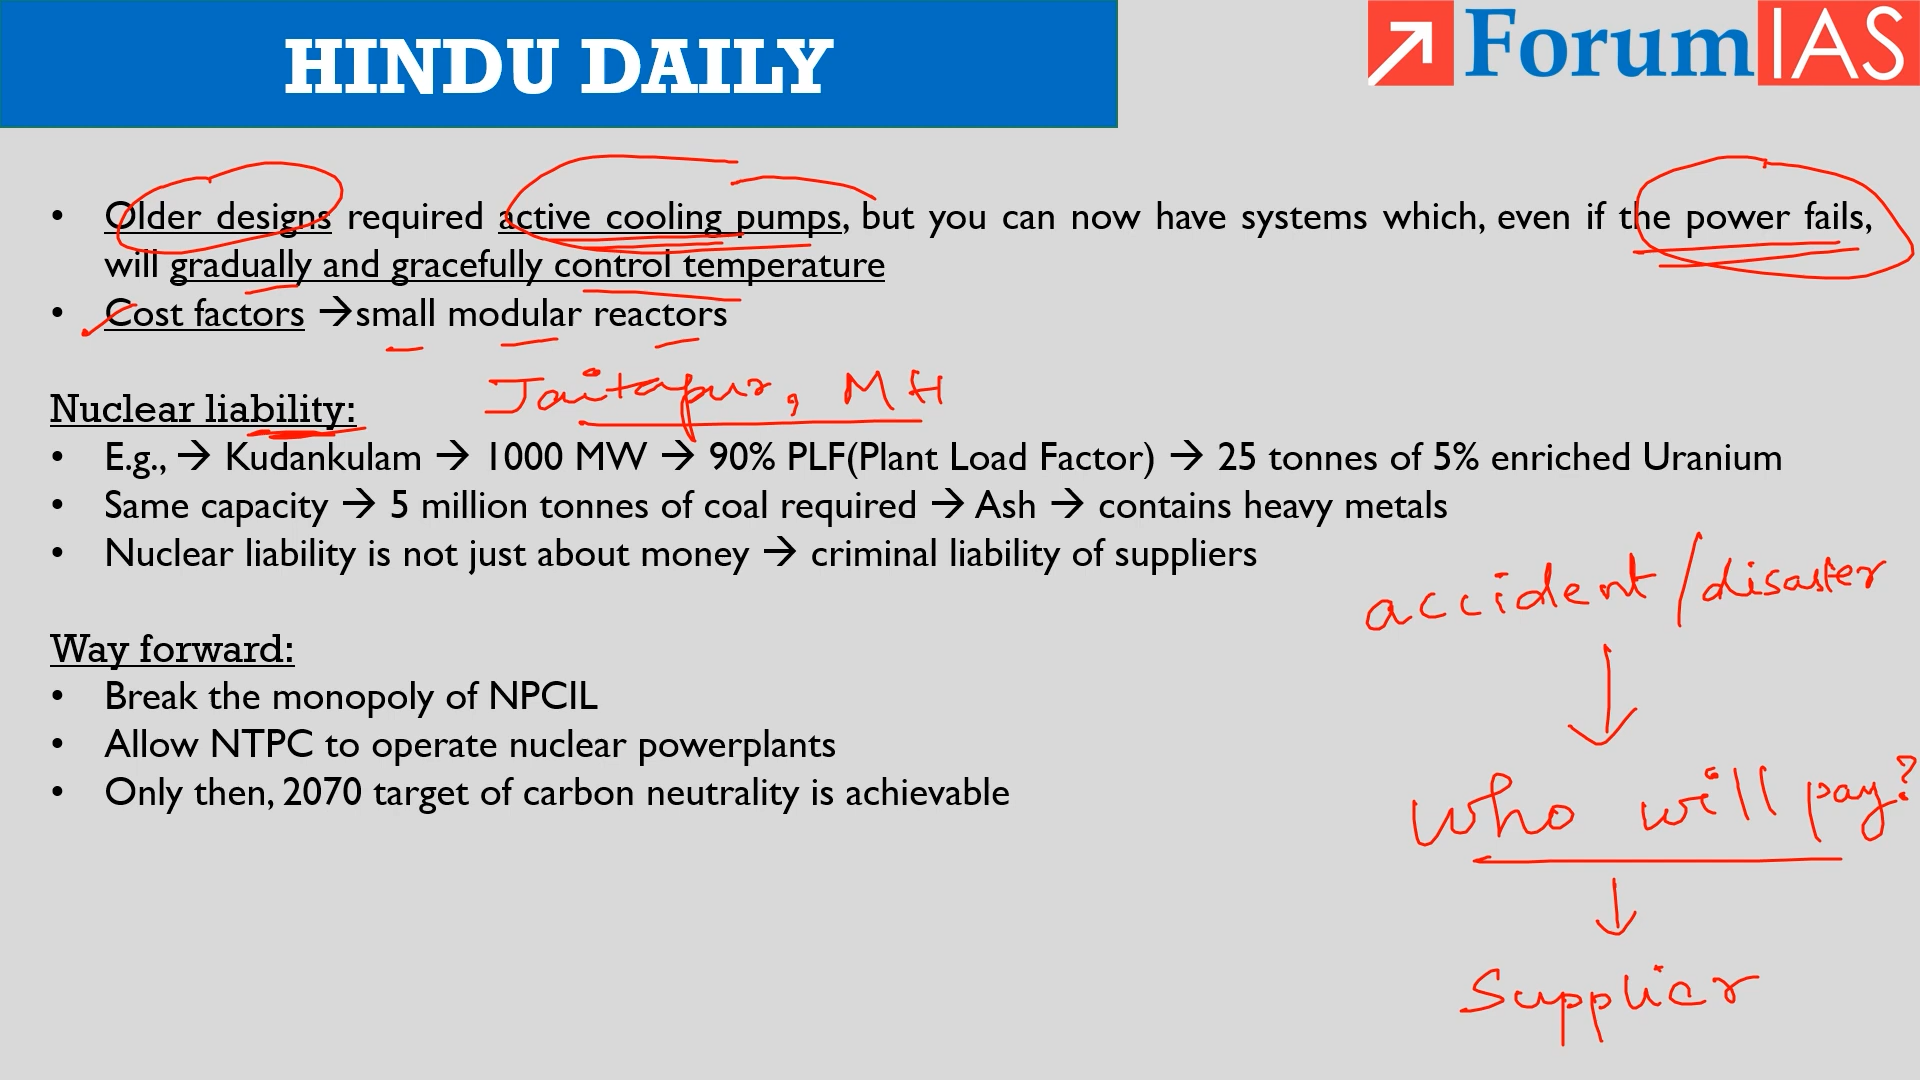 HINDU DAILY
ForumIAS
• Older designs required active cooling pumps, but you can now have systems which, even if the power fails,
will gradually and gracefully control temperature
• Cost factors →small modular reactors
Jaitapur, MH
Nuclear liability:
• E.g., → Kudankulam → 1000 MW → 90% PLF(Plant Load Factor) → 25 tonnes of 5% enriched Uranium
• Same capacity → 5 million tonnes of coal required → Ash → contains heavy metals
• Nuclear liability is not just about money → criminal liability of suppliers
accident/disaster
Way forward:
• Break the monopoly of NPCIL
• Allow NTPC to operate nuclear powerplants
• Only then, 2070 target of carbon neutrality is achievable
who will pay?
Supplier